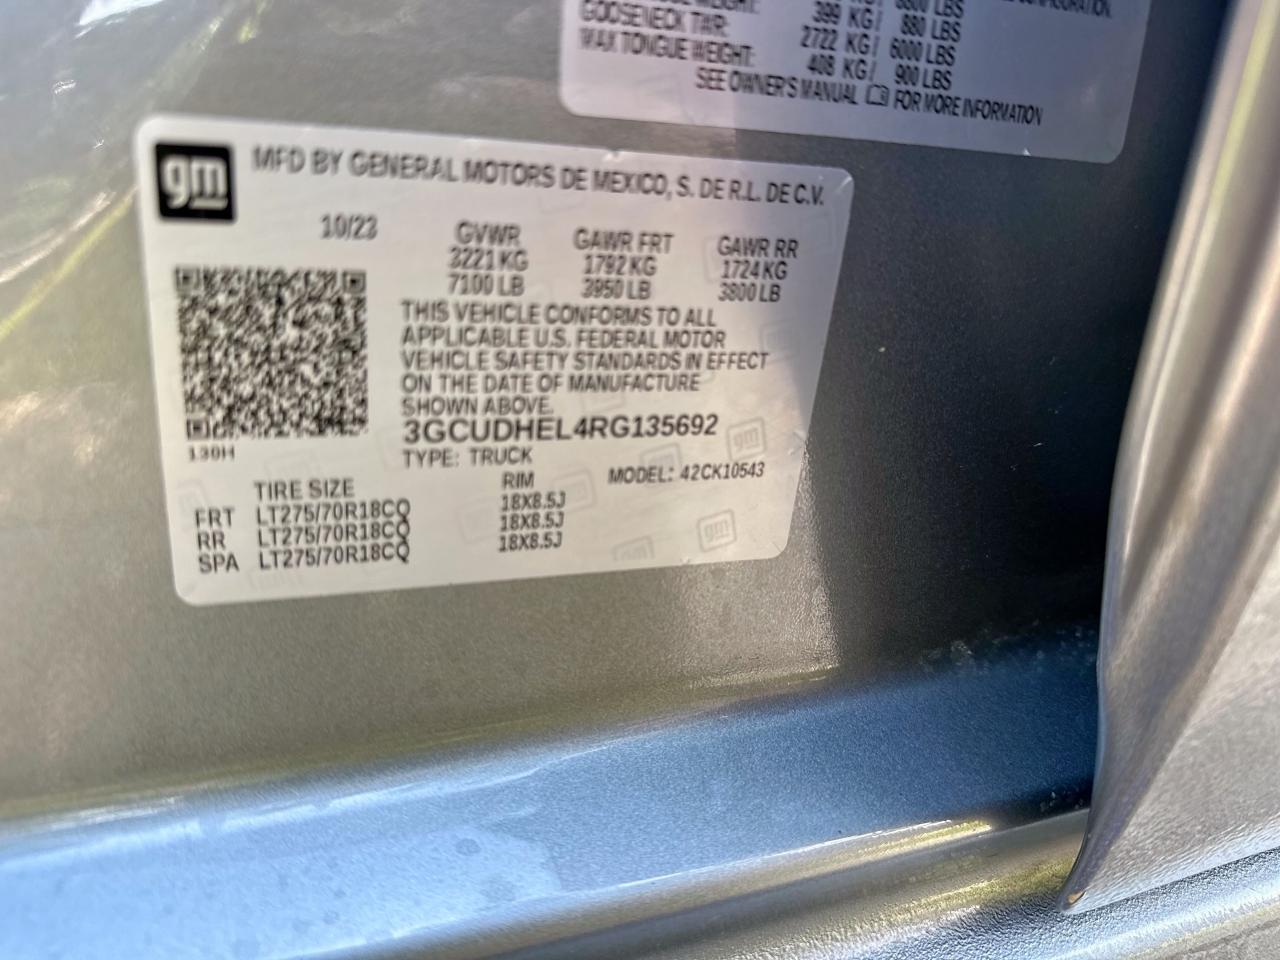 8800 LBS
399 KG/ 880 LBS
GOOSENECK TWR: 2722 KG/ 6000 LBS
MAX TONGUE WEIGHT: 408 KG/ 900 LBS
SEE OWNER'S MANUAL FOR MORE INFORMATION
gm
MFD BY GENERAL MOTORS DE MEXICO, S. DE R.L. DE C.V.
10/23 GVWR GAWR FRT GAWR RR
3221 KG 1792 KG 1724 KG
7100 LB 3950 LB 3800 LB
THIS VEHICLE CONFORMS TO ALL
APPLICABLE U.S. FEDERAL MOTOR
VEHICLE SAFETY STANDARDS IN EFFECT
ON THE DATE OF MANUFACTURE
SHOWN ABOVE.
3GCUDHEL4RG135692
130H
TYPE: TRUCK MODEL: 42CK10543
TIRE SIZE RIM
FRT LT275/70R18CQ 18X8.5J
RR LT275/70R18CQ 18X8.5J
SPA LT275/70R18CQ 18X8.5J